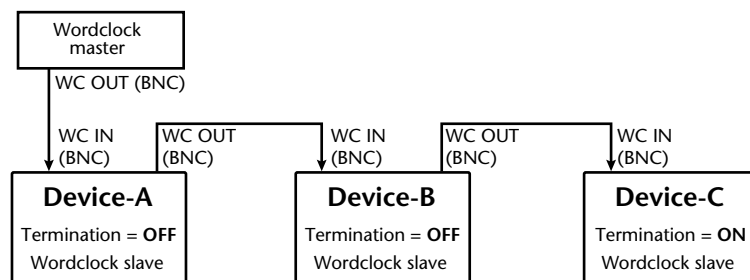 Wordclock
master
WC OUT (BNC)
WC IN
(BNC)
WC OUT
(BNC)
WC IN
(BNC)
WC OUT
(BNC)
WC IN
(BNC)
Device-A
Termination = OFF
Wordclock slave
Device-B
Termination = OFF
Wordclock slave
Device-C
Termination = ON
Wordclock slave